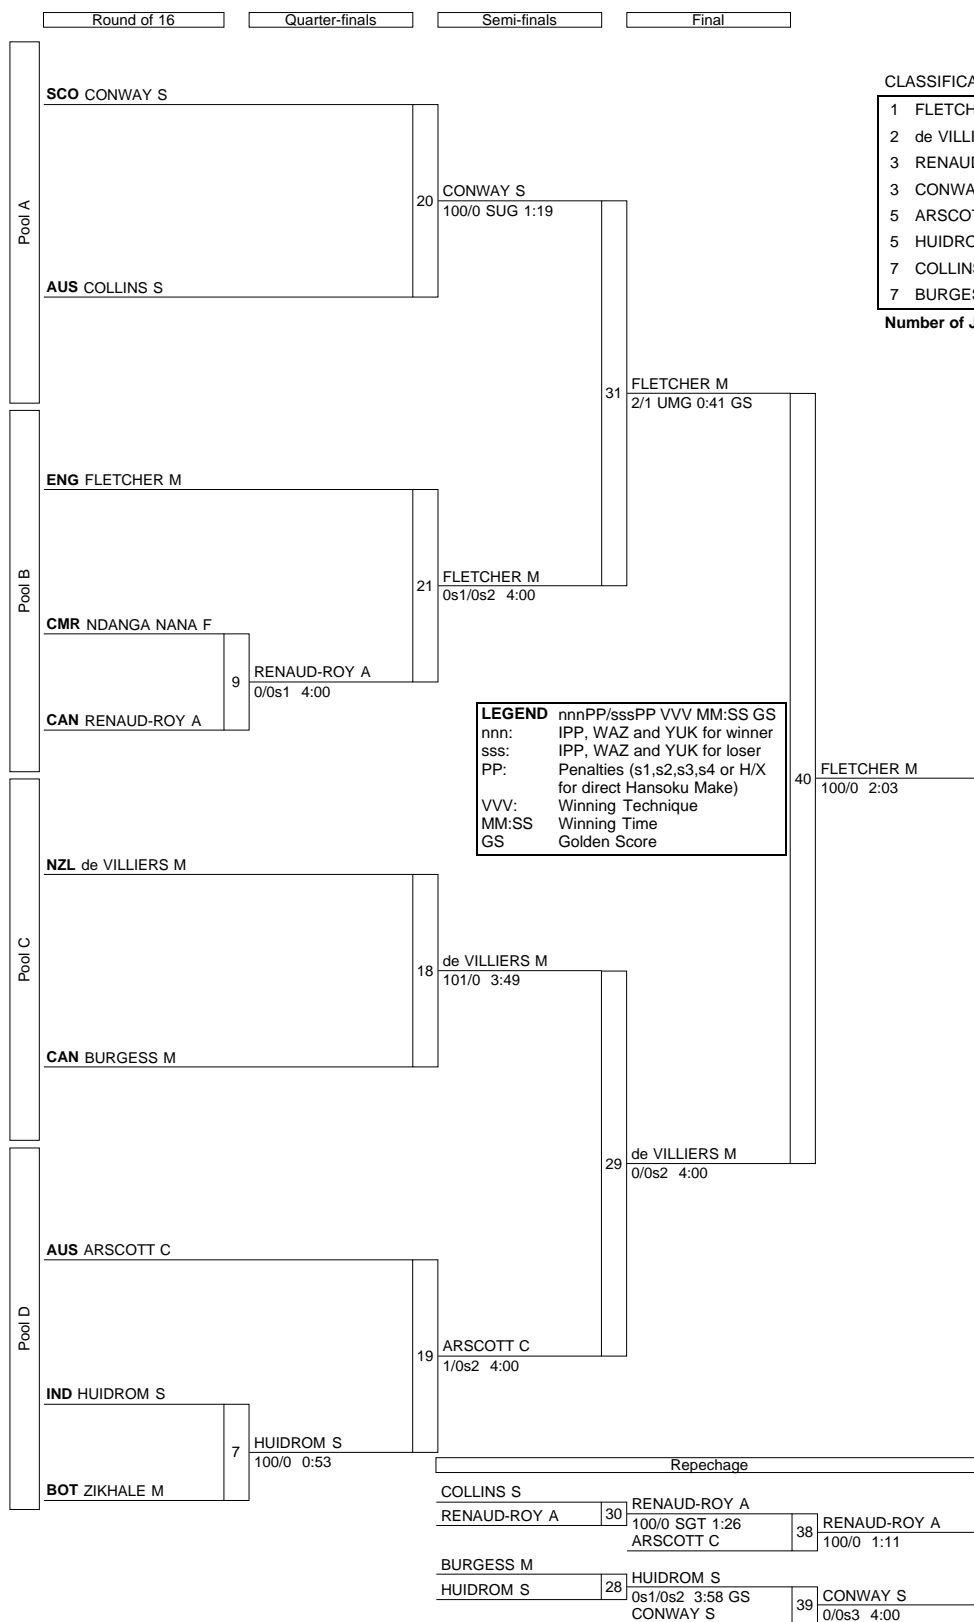 Round of 16
Quarter-finals
Semi-finals
Final
Pool A
SCO CONWAY S
AUS COLLINS S
20
CONWAY S
100/0 SUG 1:19
CLASSIFICA
1 FLETCH
2 de VILLI
3 RENAUD
3 CONWA
5 ARSCOT
5 HUIDRO
7 COLLINS
7 BURGES
Number of J
31
FLETCHER M
2/1 UMG 0:41 GS
Pool B
ENG FLETCHER M
21
FLETCHER M
0s1/0s2 4:00
CMR NDANGA NANA F
9
RENAUD-ROY A
0/0s1 4:00
CAN RENAUD-ROY A
LEGEND nnnPP/sssPP VVV MM:SS GS
nnn: IPP, WAZ and YUK for winner
sss: IPP, WAZ and YUK for loser
PP: Penalties (s1,s2,s3,s4 or H/X
for direct Hansoku Make)
VVV: Winning Technique
MM:SS Winning Time
GS Golden Score
40
FLETCHER M
100/0 2:03
Pool C
NZL de VILLIERS M
18
de VILLIERS M
101/0 3:49
CAN BURGESS M
29
de VILLIERS M
0/0s2 4:00
Pool D
AUS ARSCOTT C
19
ARSCOTT C
1/0s2 4:00
IND HUIDROM S
7
HUIDROM S
100/0 0:53
BOT ZIKHALE M
Repechage
COLLINS S
RENAUD-ROY A
30
RENAUD-ROY A
100/0 SGT 1:26
ARSCOTT C
38
RENAUD-ROY A
100/0 1:11
BURGESS M
HUIDROM S
28
HUIDROM S
0s1/0s2 3:58 GS
CONWAY S
39
CONWAY S
0/0s3 4:00